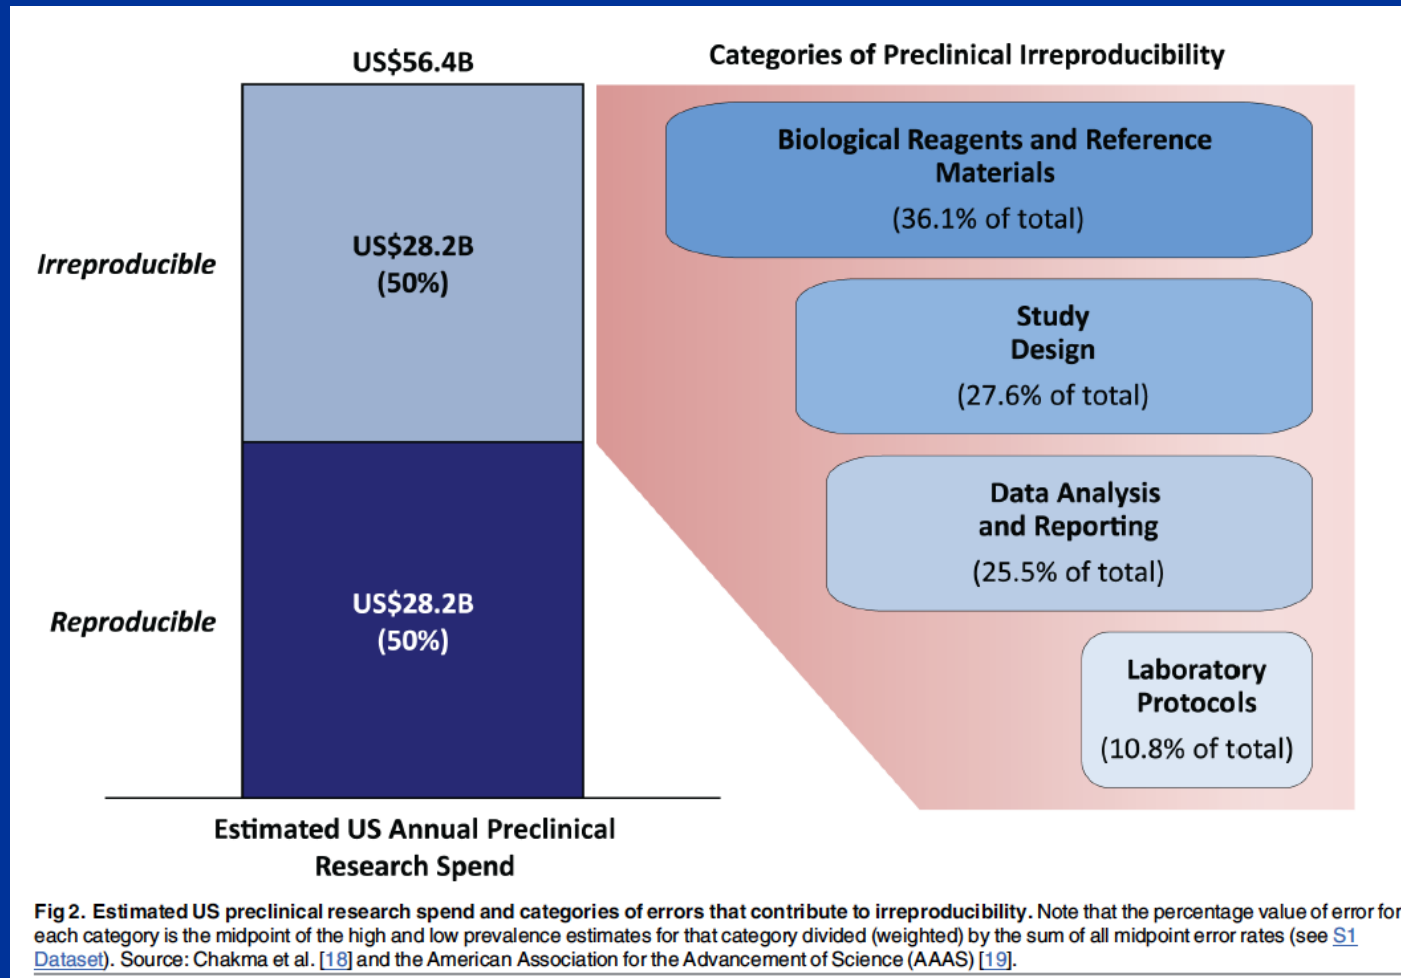 US$56.4B
Categories of Preclinical Irreproducibility
Irreproducible
US$28.2B
(50%)
Reproducible
US$28.2B
(50%)
Estimated US Annual Preclinical
Research Spend
Biological Reagents and Reference
Materials
(36.1% of total)
Study
Design
(27.6% of total)
Data Analysis
and Reporting
(25.5% of total)
Laboratory
Protocols
(10.8% of total)
Fig 2. Estimated US preclinical research spend and categories of errors that contribute to irreproducibility. Note that the percentage value of error for
each category is the midpoint of the high and low prevalence estimates for that category divided (weighted) by the sum of all midpoint error rates (see S1
Dataset). Source: Chakma et al. [18] and the American Association for the Advancement of Science (AAAS) [19].